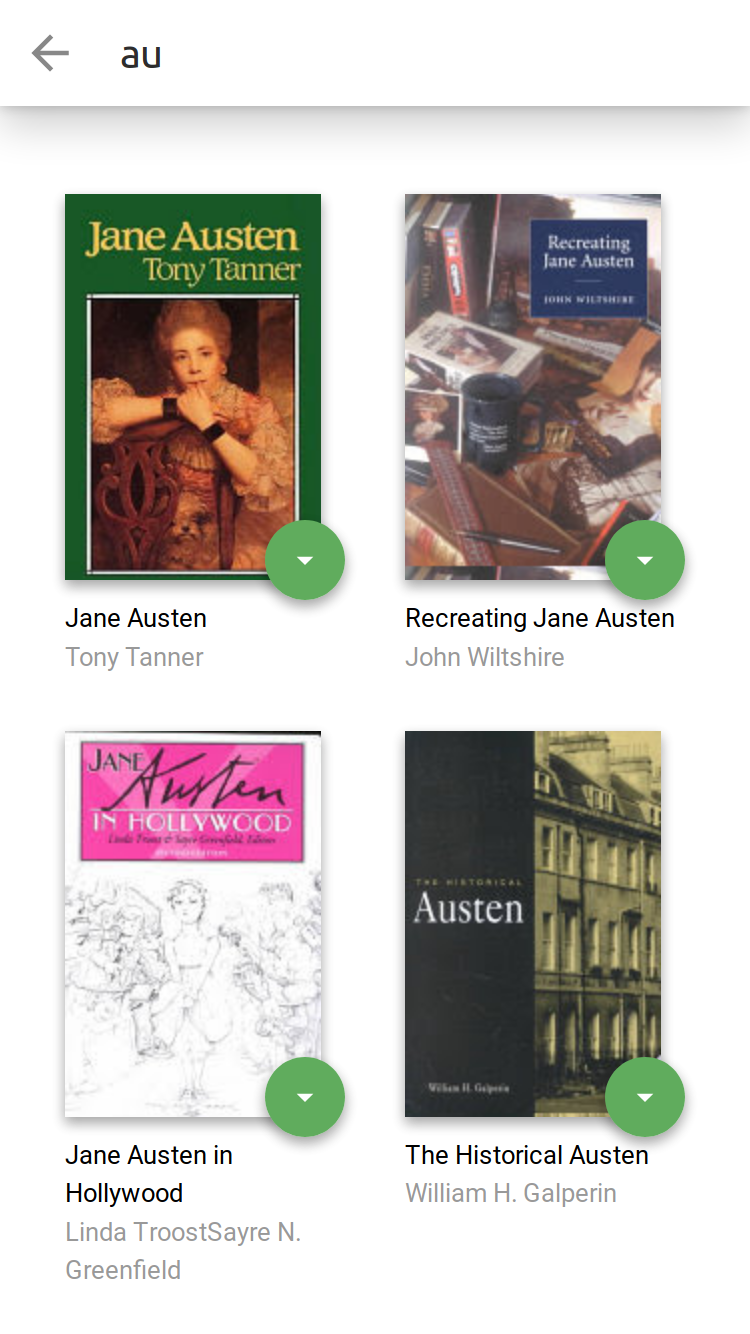 au
Jane Austen
Tony Tanner
Recreating
Jane Austen
JOHN WILTSHIRE
Jane Austen
Tony Tanner
Recreating Jane Austen
John Wiltshire
JANE
Austen
IN HOLLYWOOD
Linda Troost & Sayre Greenfield, Editors
THE HISTORICAL
Austen
William H. Galperin
Jane Austen in
Hollywood
Linda TroostSayre N.
Greenfield
The Historical Austen
William H. Galperin